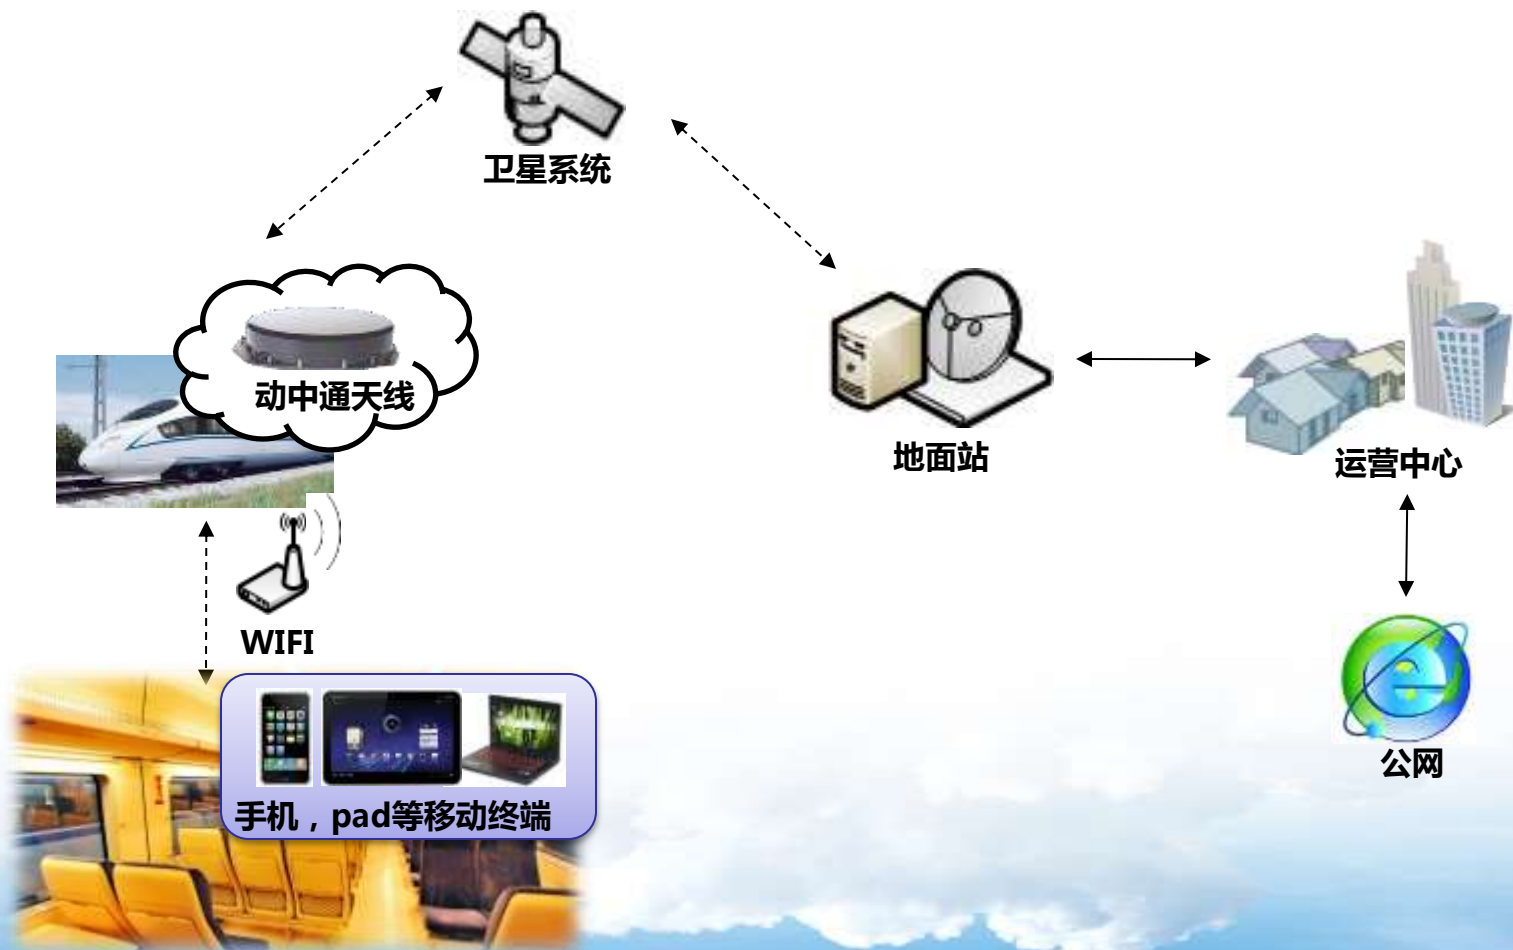 卫星系统
动中通天线
地面站
运营中心
WIFI
公网
手机，pad等移动终端